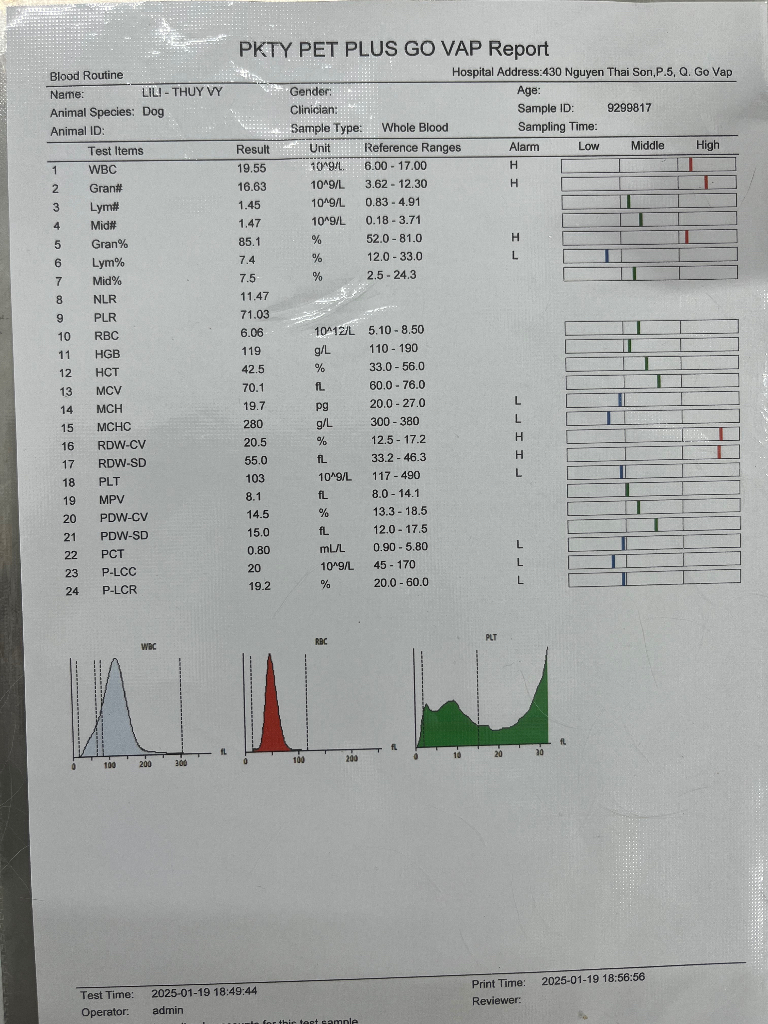 PKTY PET PLUS GO VAP Report
Blood Routine Hospital Address:430 Nguyen Thai Son,P.5, Q. Go Vap
Name: LILI - THUY VY Gender: Age:
Animal Species: Dog Clinician: Sample ID: 9299817
Animal ID: Sample Type: Whole Blood Sampling Time:
Test Items Result Unit Reference Ranges Alarm Low Middle High
1 WBC 19.55 10^9/L 6.00 - 17.00 H
2 Gran# 16.63 10^9/L 3.62 - 12.30 H
3 Lym# 1.45 10^9/L 0.83 - 4.91
4 Mid# 1.47 10^9/L 0.18 - 3.71
5 Gran% 85.1 % 52.0 - 81.0 H
6 Lym% 7.4 % 12.0 - 33.0 L
7 Mid% 7.5 % 2.5 - 24.3
8 NLR 11.47
9 PLR 71.03
10 RBC 6.06 10^12/L 5.10 - 8.50
11 HGB 119 g/L 110 - 190
12 HCT 42.5 % 33.0 - 56.0
13 MCV 70.1 fL 60.0 - 76.0
14 MCH 19.7 pg 20.0 - 27.0 L
15 MCHC 280 g/L 300 - 380 L
16 RDW-CV 20.5 % 12.5 - 17.2 H
17 RDW-SD 55.0 fL 33.2 - 46.3 H
18 PLT 103 10^9/L 117 - 490 L
19 MPV 8.1 fL 8.0 - 14.1
20 PDW-CV 14.5 % 13.3 - 18.5
21 PDW-SD 15.0 fL 12.0 - 17.5
22 PCT 0.80 mL/L 0.90 - 5.80 L
23 P-LCC 20 10^9/L 45 - 170 L
24 P-LCR 19.2 % 20.0 - 60.0 L
WBC RBC PLT
0 100 200 300 fL 0 100 200 fL 0 10 20 30 fL
Test Time: 2025-01-19 18:49:44 Print Time: 2025-01-19 18:56:56
Operator: admin Reviewer:
for this test sample